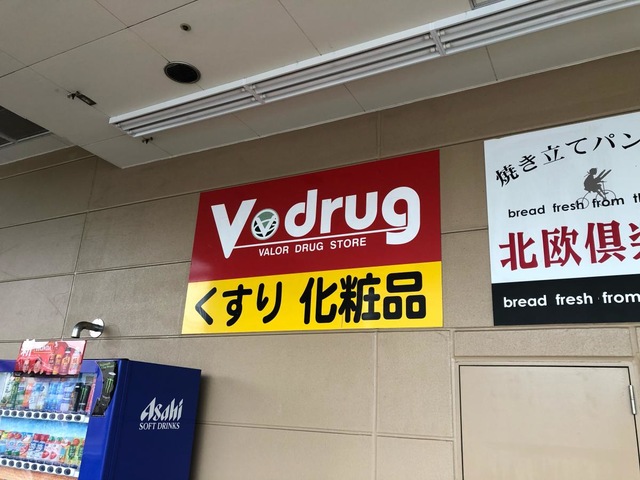 V drug
VALOR DRUG STORE
くすり 化粧品
焼き立てパン
bread fresh from
北欧倶
bread fresh from
Asahi
SOFT DRINKS